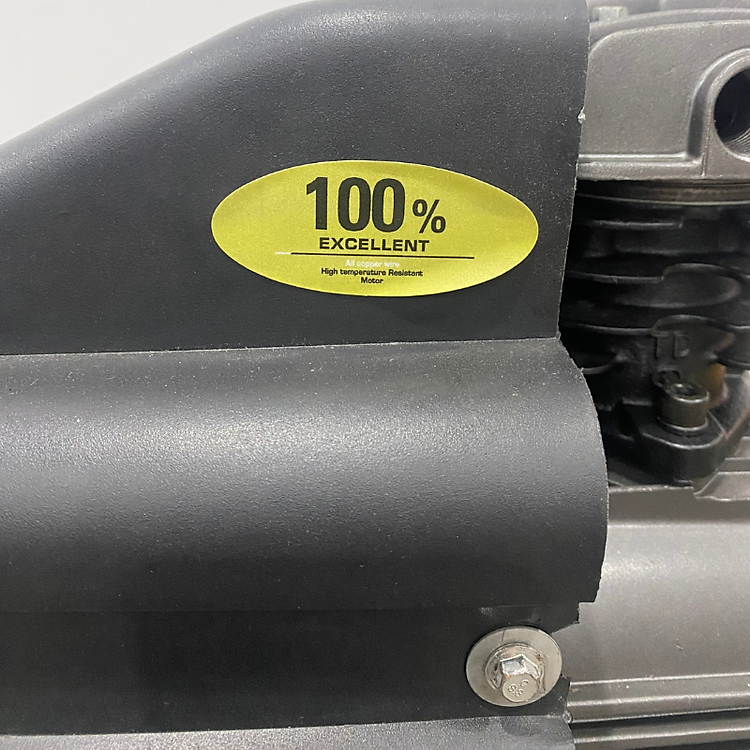 100%
EXCELLENT
All copper wire
High temperature Resistant
Motor